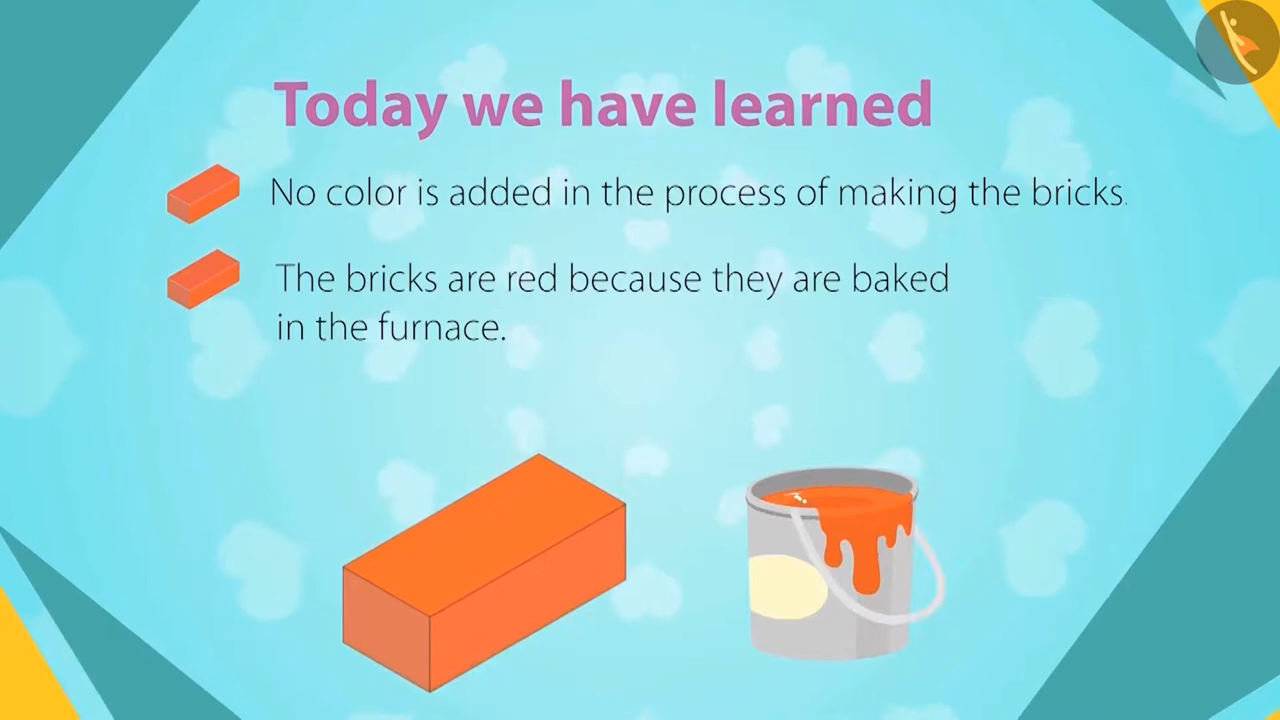 Today we have learned
No color is added in the process of making the bricks.
The bricks are red because they are baked
in the furnace.